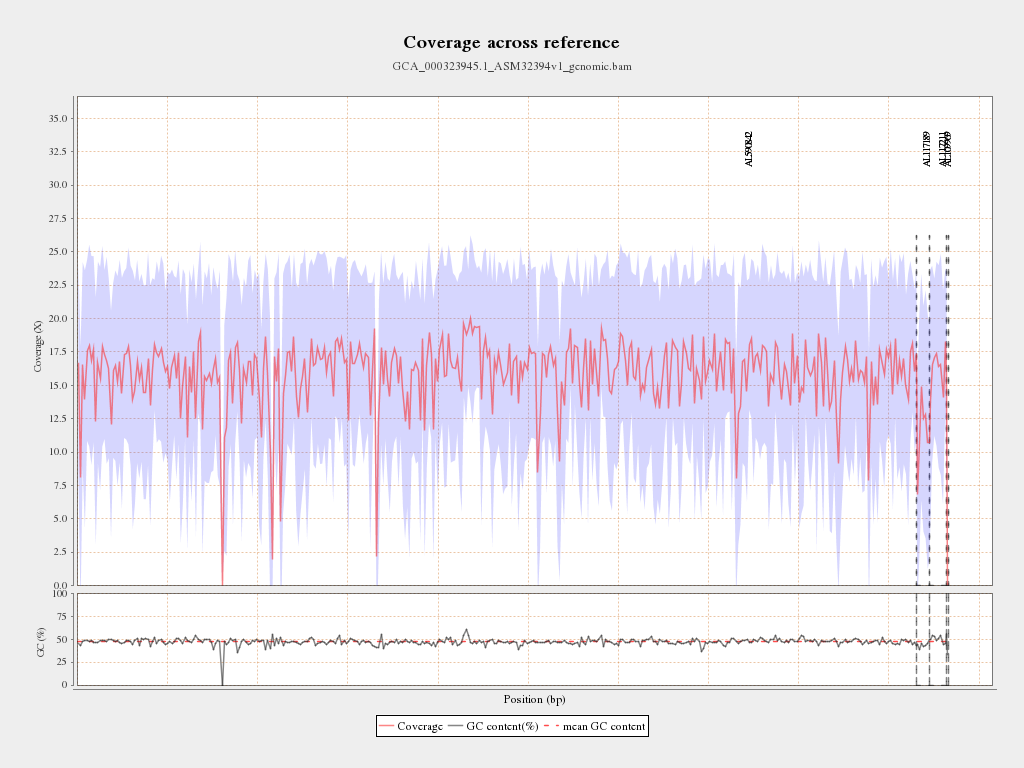 Coverage across reference
GCA_000323945.1_ASM32394v1_genomic.bam
35.0
32.5
30.0
27.5
25.0
22.5
20.0
17.5
15.0
12.5
10.0
7.5
5.0
2.5
0.0
Coverage (X)
AL590842
AL117189
AL117211
AL109969
100
75
50
25
0
GC (%)
Position (bp)
Coverage GC content(%) mean GC content